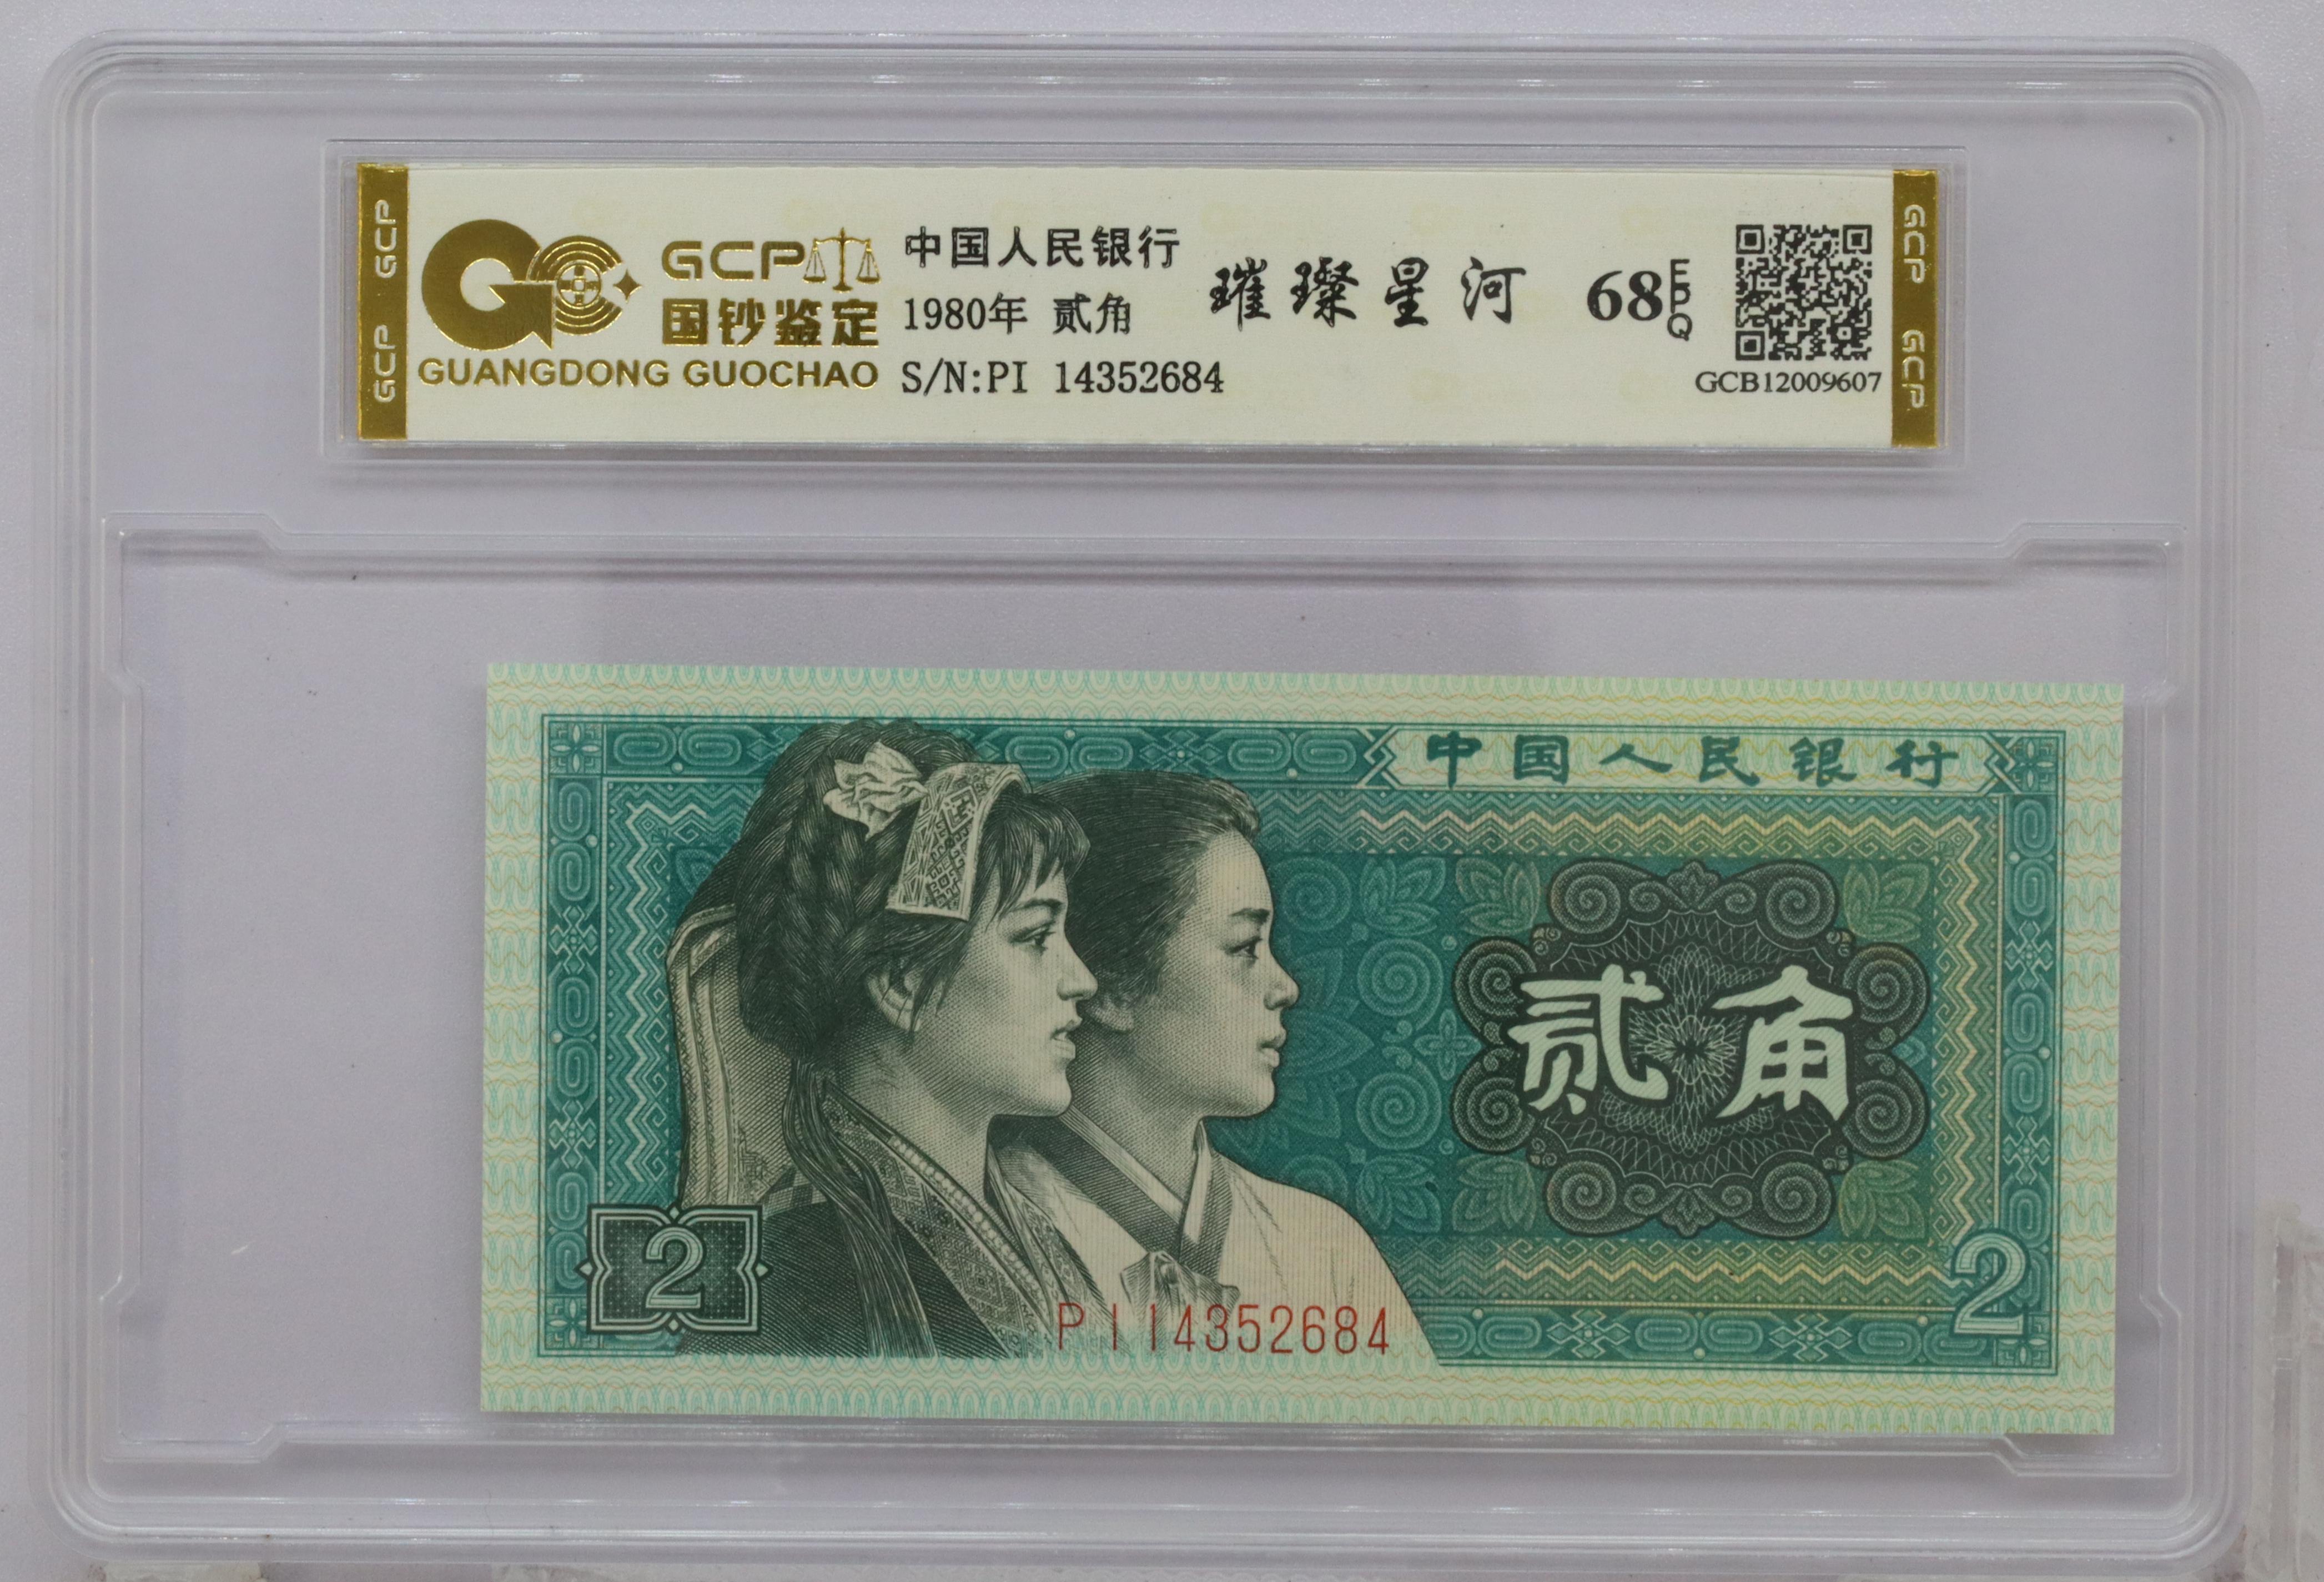 GCP GCP
GCP
国钞鉴定
GUANGDONG GUOCHAO
中国人民银行
1980年 贰角
S/N:PI 14352684
璀璨星河
68 EPQ
GCB12009607
GCP GCP
中国人民银行
贰角
2
2
PI14352684